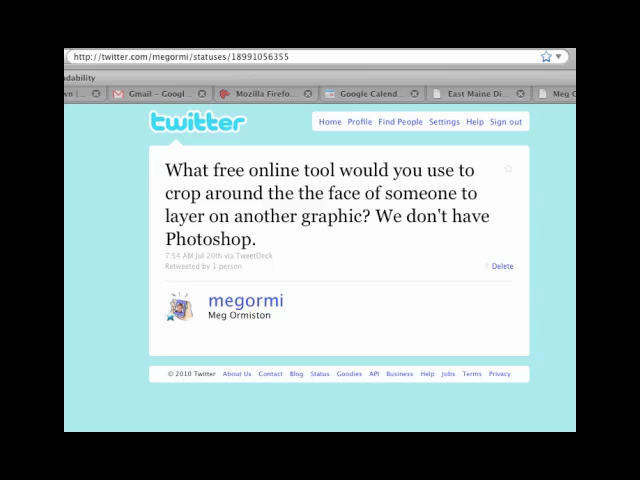 http://twitter.com/megormi/statuses/18991056355
dability
Gmail – Googl...
Mozilla Firefo...
Google Calend...
East Maine Di...
Meg O
twitter
Home Profile Find People Settings Help Sign out
What free online tool would you use to
crop around the the face of someone to
layer on another graphic? We don't have
Photoshop.
7:54 AM Jul 20th via TweetDeck
Retweeted by 1 person
Delete
megormi
Meg Ormiston
© 2010 Twitter About Us Contact Blog Status Goodies API Business Help Jobs Terms Privacy